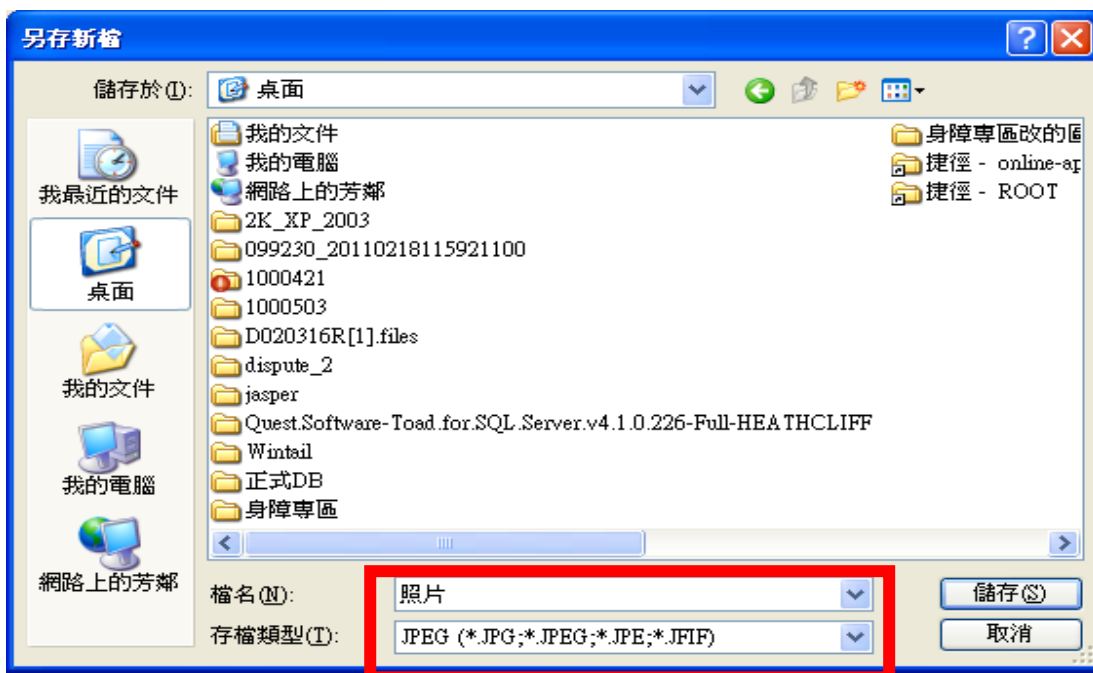 另存新檔
儲存於(I):
桌面
我最近的文件
桌面
我的文件
我的電腦
網路上的芳鄰
我的文件
我的電腦
網路上的芳鄰
2K_XP_2003
099230_20110218115921100
1000421
1000503
D020316R[1].files
dispute_2
jasper
Quest.Software-Toad.for.SQL.Server.v4.1.0.226-Full-HEATHCLIFF
Wintail
正式DB
身障專區
身障專區改的
捷徑 - online-ap
捷徑 - ROOT
檔名(N):
照片
儲存(S)
存檔類型(T):
JPEG (*.JPG;*.JPEG;*.JPE;*.JFIF)
取消